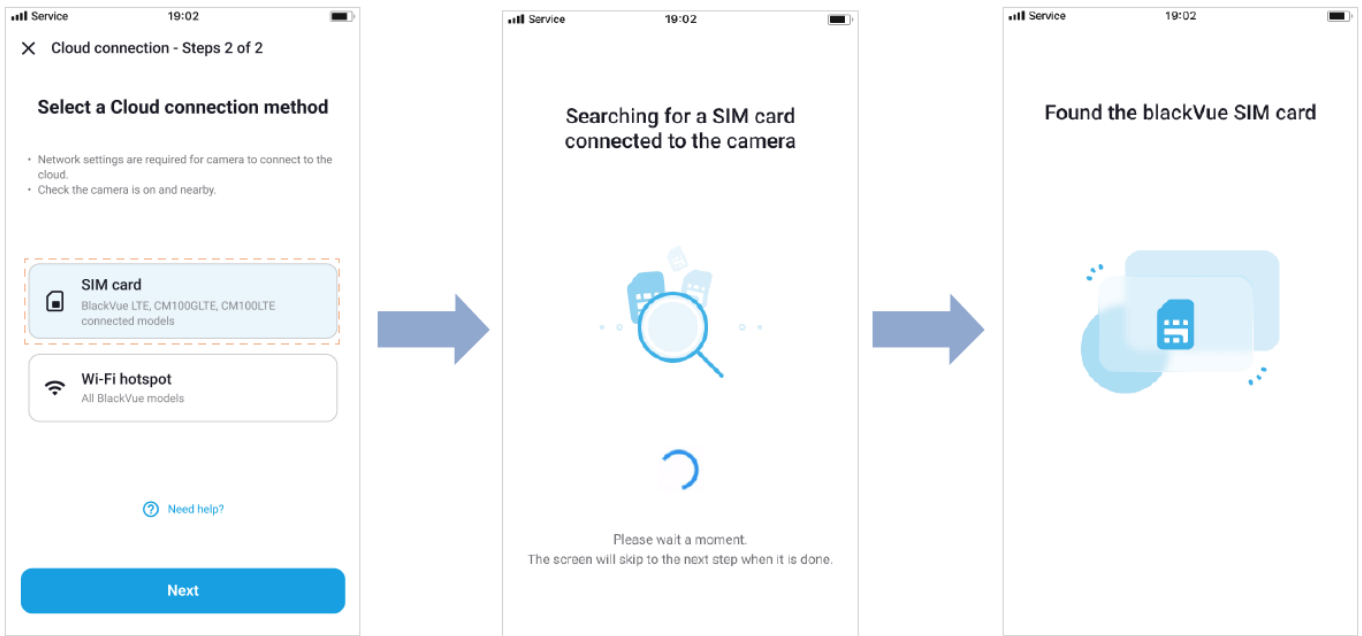 Service
19:02
Cloud connection - Steps 2 of 2
Select a Cloud connection method
• Network settings are required for camera to connect to the
cloud.
• Check the camera is on and nearby.
SIM card
BlackVue LTE, CM100GLTE, CM100LTE
connected models
Wi-Fi hotspot
All BlackVue models
Need help?
Next
Service
19:02
Searching for a SIM card
connected to the camera
Please wait a moment.
The screen will skip to the next step when it is done.
Service
19:02
Found the blackVue SIM card